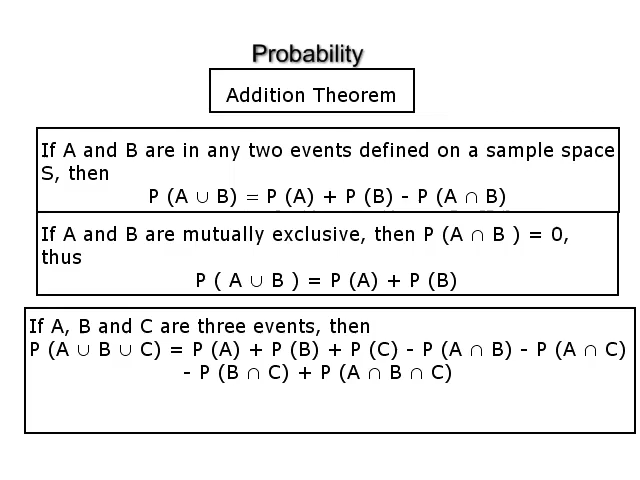 Probability
Addition Theorem
If A and B are in any two events defined on a sample space
S, then
P (A ∪ B) = P (A) + P (B) - P (A ∩ B)
If A and B are mutually exclusive, then P (A ∩ B ) = 0,
thus
P ( A ∪ B ) = P (A) + P (B)
If A, B and C are three events, then
P (A ∪ B ∪ C) = P (A) + P (B) + P (C) - P (A ∩ B) - P (A ∩ C)
- P (B ∩ C) + P (A ∩ B ∩ C)